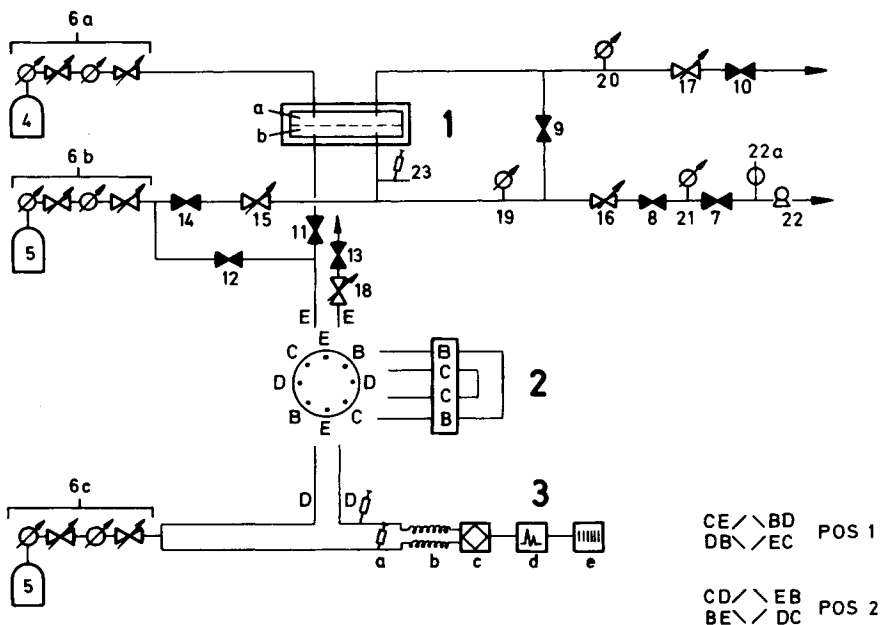 6a
4
a
b
1
20
17
10
9
6b
23
22a
5
14
15
19
16
8
21
7
22
11
13
12
18
E E
E
C B
D D
B C
E
B
C
C
B
2
D D
3
6c
5
a b c d e
CE BD
DB EC
POS 1
CD EB
BE DC
POS 2